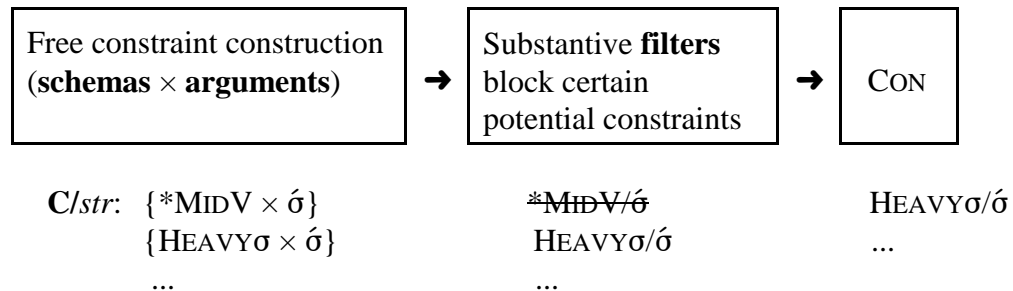 Free constraint construction
(schemas × arguments)
➜
Substantive filters
block certain
potential constraints
➜
CON
C/str: {*MIDV × σ́} *MIDV/σ́ HEAVYσ/σ́
{HEAVYσ × σ́} HEAVYσ/σ́ ...
... ...